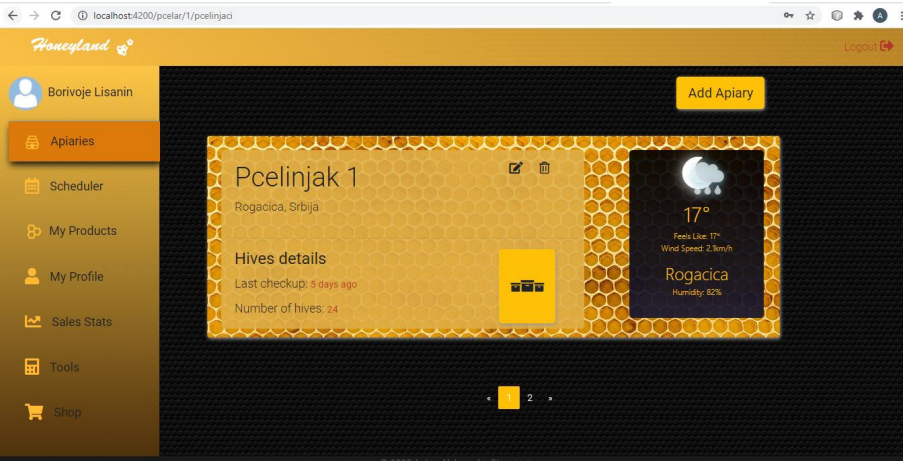 localhost:4200/pcelar/1/pcelinjaci
A
Honeyland
Logout
Borivoje Lisanin
Add Apiary
Apiaries
Scheduler
My Products
My Profile
Sales Stats
Tools
Shop
Pcelinjak 1
Rogacica, Srbija
Hives details
Last checkup: 5 days ago
Number of hives: 24
17°
Feels Like: 17°
Wind Speed: 2.1km/h
Rogacica
Humidity: 82%
« 1 2 »